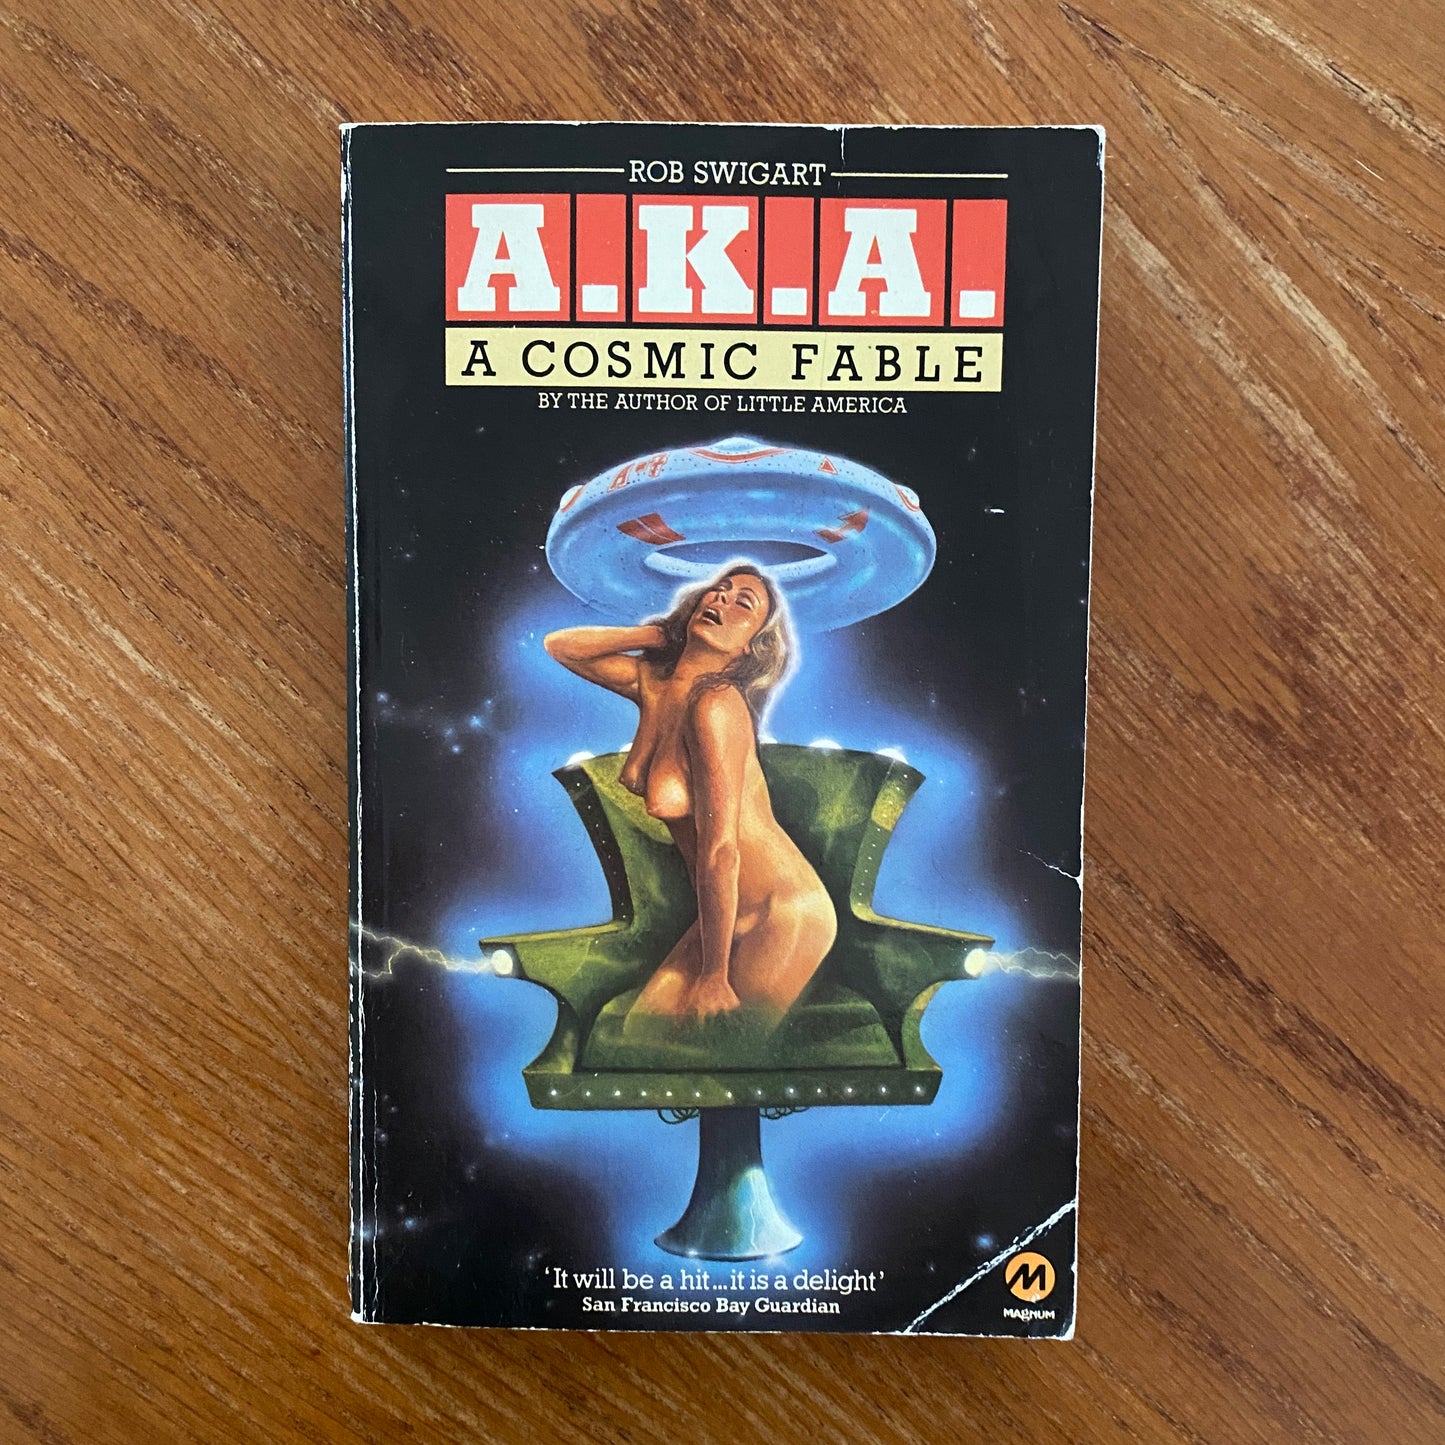 ROB SWIGART
A.K.A.
A COSMIC FABLE
BY THE AUTHOR OF LITTLE AMERICA
'It will be a hit...it is a delight'
San Francisco Bay Guardian
M
MAGNUM